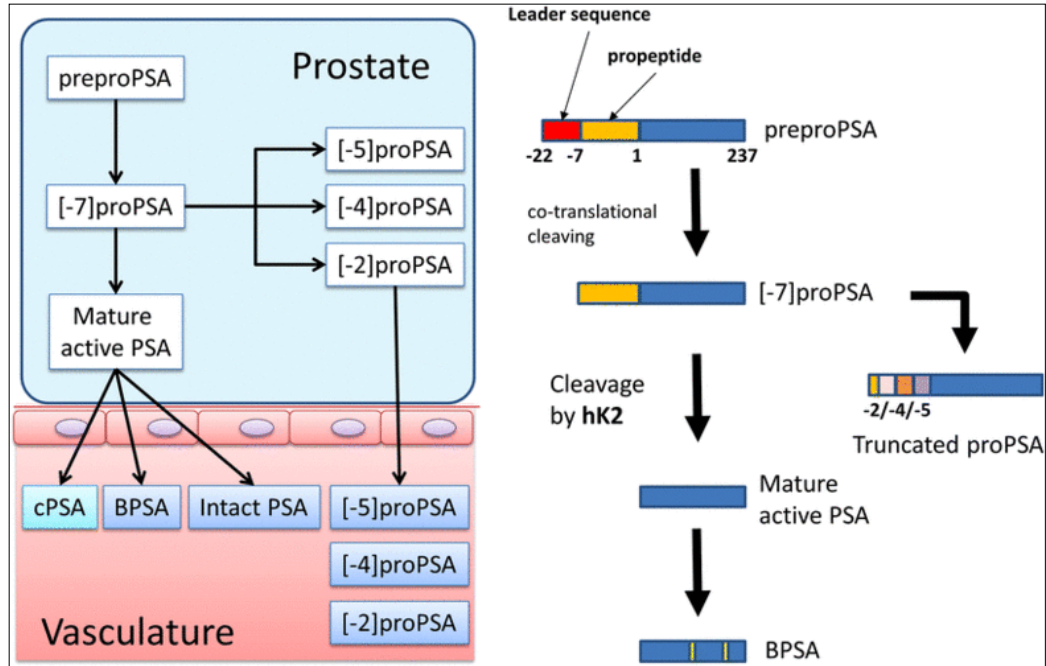 Prostate
preproPSA
[-7]proPSA
[-5]proPSA
[-4]proPSA
[-2]proPSA
Mature
active PSA
cPSA
BPSA
Intact PSA
[-5]proPSA
[-4]proPSA
[-2]proPSA
Vasculature
Leader sequence
propeptide
preproPSA
-22 -7 1 237
co-translational
cleaving
[-7]proPSA
Cleavage
by hK2
-2/-4/-5
Truncated proPSA
Mature
active PSA
BPSA